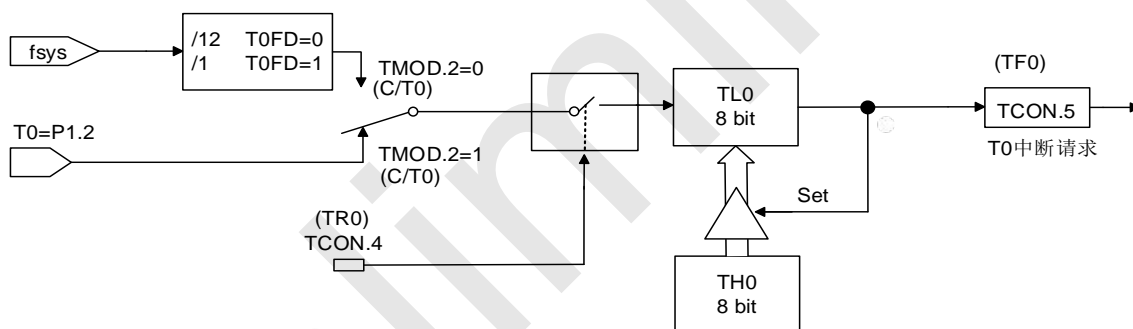 fsys
/12 T0FD=0
/1 T0FD=1
TMOD.2=0
(C/T0)
T0=P1.2
TMOD.2=1
(C/T0)
(TR0)
TCON.4
TL0
8 bit
Set
TH0
8 bit
(TF0)
TCON.5
T0中断请求